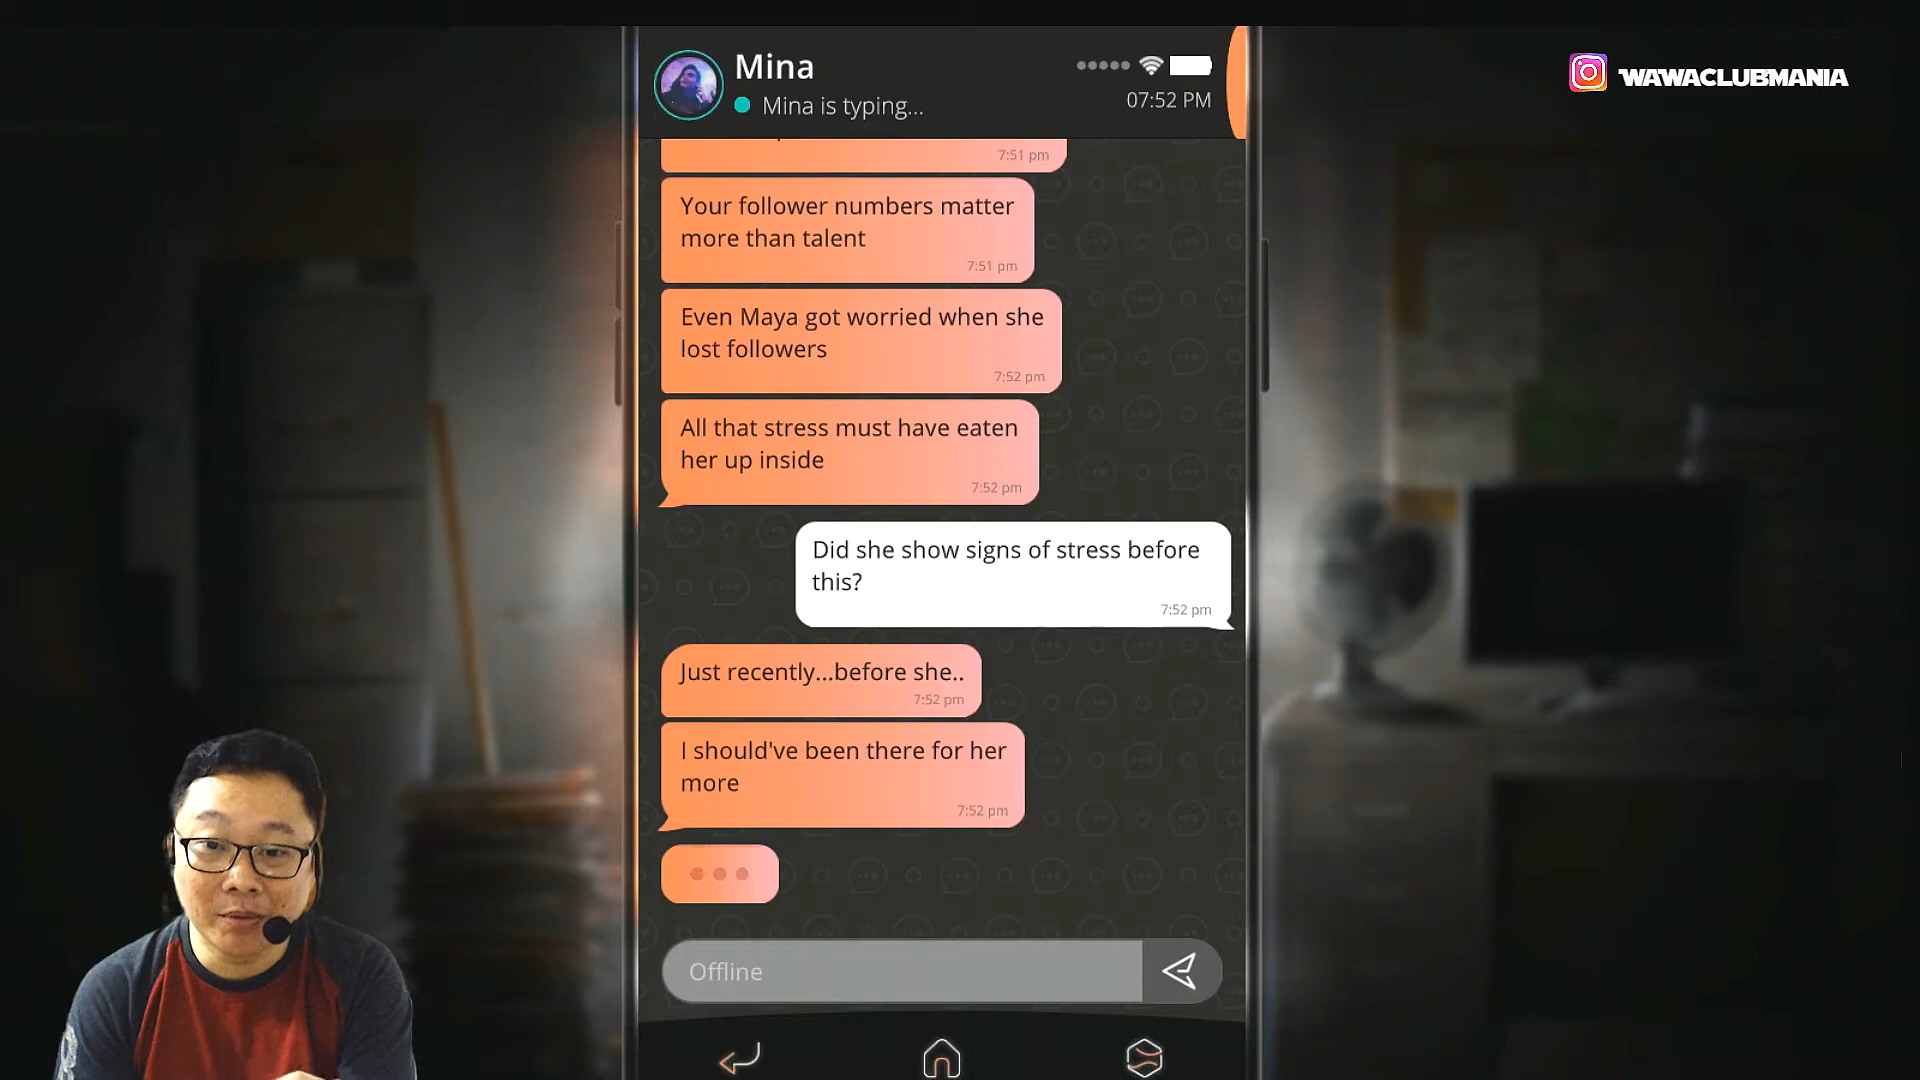 Mina
Mina is typing...
07:52 PM
WAWACLUBMANIA
7:51 pm
Your follower numbers matter
more than talent
7:51 pm
Even Maya got worried when she
lost followers
7:52 pm
All that stress must have eaten
her up inside
7:52 pm
Did she show signs of stress before
this?
7:52 pm
Just recently...before she..
7:52 pm
I should've been there for her
more
7:52 pm
Offline